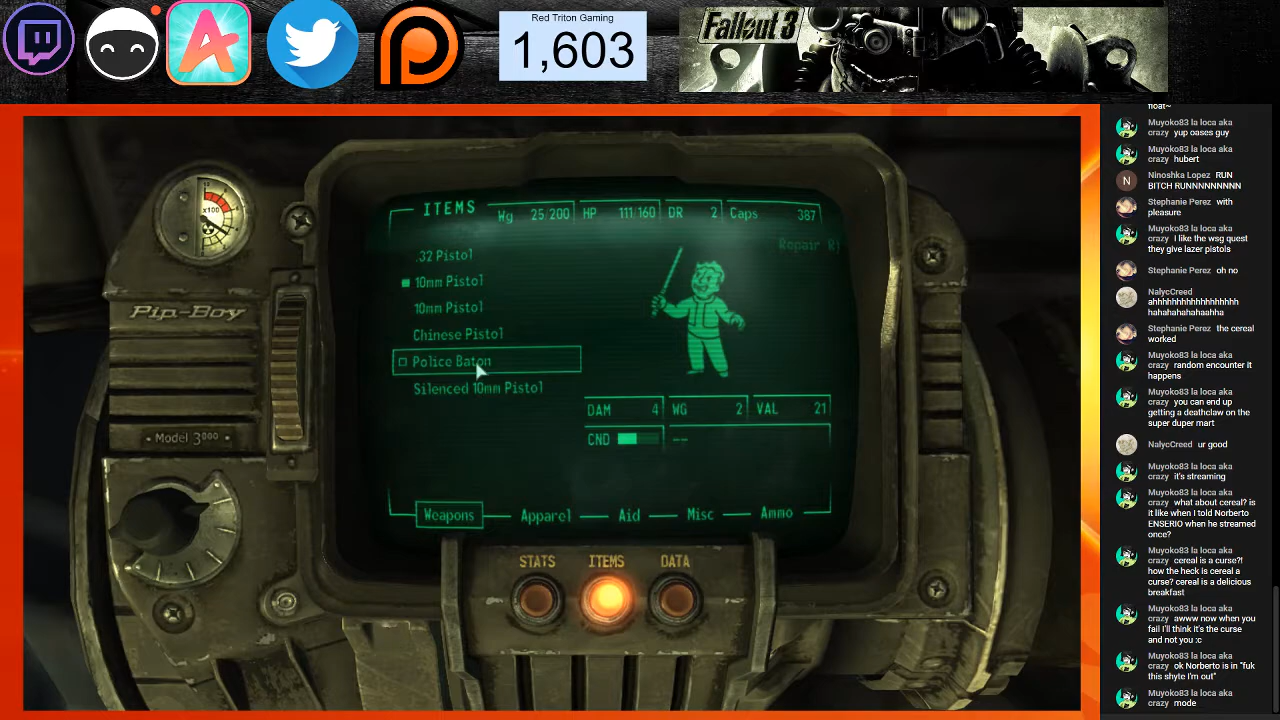 Red Triton Gaming
1,603
Fallout 3
float~
Muyoko83 la loca aka
crazy yup oases guy
Muyoko83 la loca aka
crazy hubert
Ninoshka Lopez RUN
BITCH RUNNNNNNNNN
Stephanie Perez with
pleasure
Muyoko83 la loca aka
crazy I like the wsg quest
they give lazer pistols
Stephanie Perez oh no
NalycCreed
ahhhhhhhhhhhhhhhhh
hahahahahahaahha
Stephanie Perez the cereal
worked
Muyoko83 la loca aka
crazy random encounter it
happens
Muyoko83 la loca aka
crazy you can end up
getting a deathclaw on the
super duper mart
NalycCreed ur good
Muyoko83 la loca aka
crazy it's streaming
Muyoko83 la loca aka
crazy what about cereal? is
it like when I told Norberto
ENSERIO when he streamed
once?
Muyoko83 la loca aka
crazy cereal is a curse?!
how the heck is cereal a
curse? cereal is a delicious
breakfast
Muyoko83 la loca aka
crazy awww now when you
fail I'll think it's the curse
and not you :c
Muyoko83 la loca aka
crazy ok Norberto is in "fuk
this shyte I'm out"
Muyoko83 la loca aka
crazy mode
x100
Pip-Boy
• Model 3000 •
ITEMS Wg 25/200 HP 111/160 DR 2 Caps 387
Repair R)
.32 Pistol
10mm Pistol
10mm Pistol
Chinese Pistol
Police Baton
Silenced 10mm Pistol
DAM 4 WG 2 VAL 21
CND --
Weapons Apparel Aid Misc Ammo
STATS ITEMS DATA